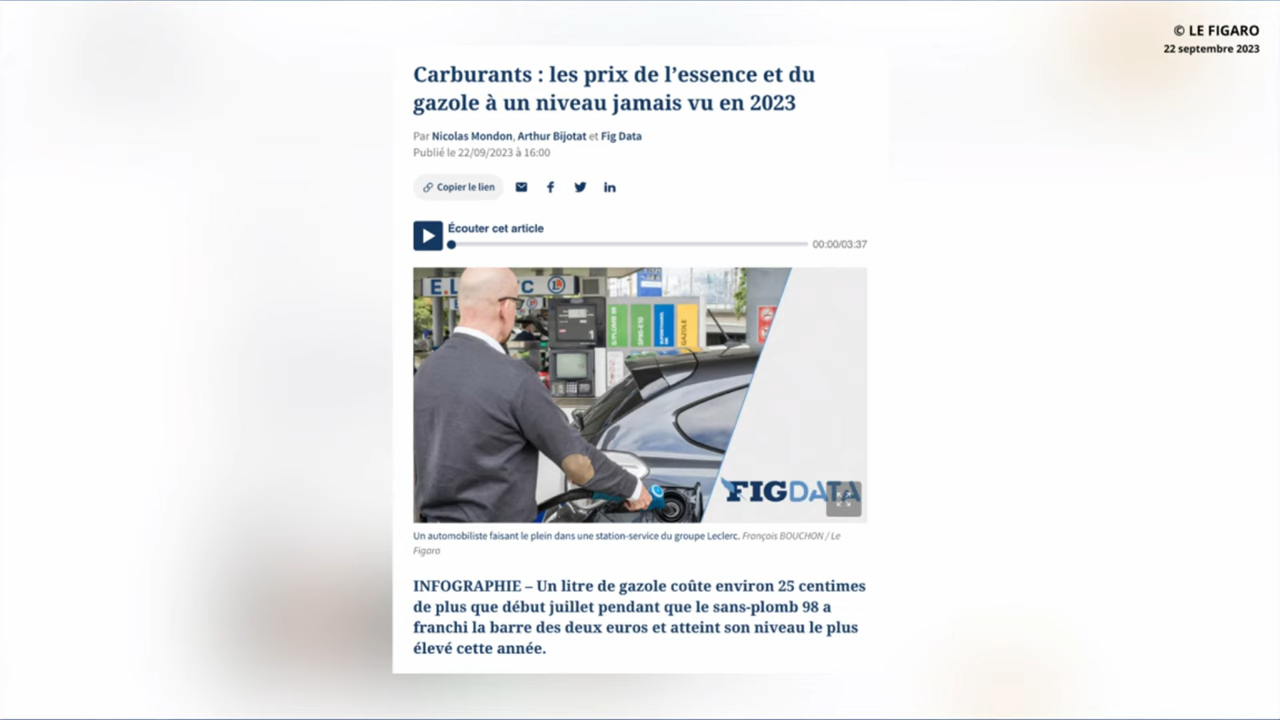 © LE FIGARO
22 septembre 2023
Carburants : les prix de l’essence et du
gazole à un niveau jamais vu en 2023
Par Nicolas Mondon, Arthur Bijotat et Fig Data
Publié le 22/09/2023 à 16:00
Copier le lien
Écouter cet article
00:00/03:37
E.L
C
GAZOLE
FIGDATA
Un automobiliste faisant le plein dans une station-service du groupe Leclerc. François BOUCHON / Le
Figaro
INFOGRAPHIE – Un litre de gazole coûte environ 25 centimes
de plus que début juillet pendant que le sans-plomb 98 a
franchi la barre des deux euros et atteint son niveau le plus
élevé cette année.